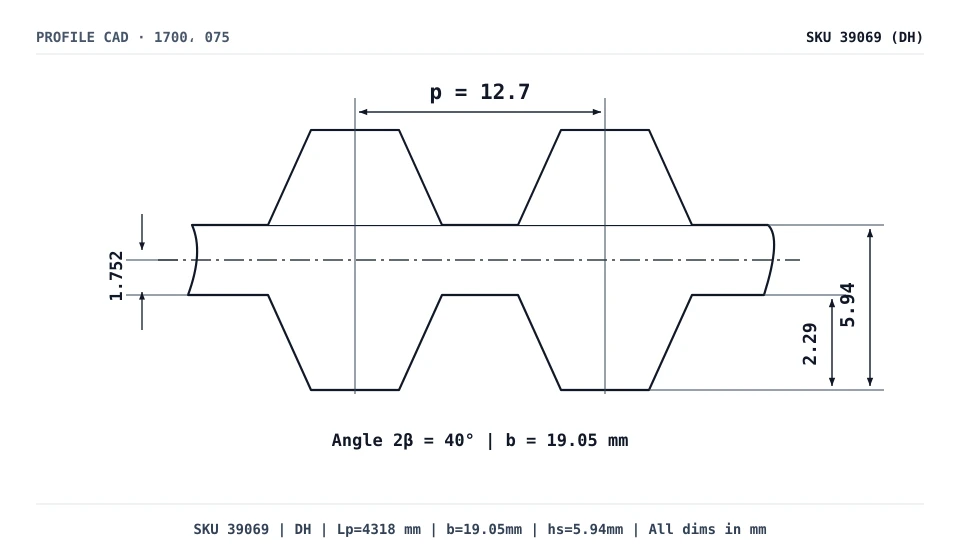 PROFILE CAD · 1700, 075
SKU 39069 (DH)
p = 12.7
1.752
5.94
2.29
Angle 2β = 40° | b = 19.05 mm
SKU 39069 | DH | Lp=4318 mm | b=19.05mm | hs=5.94mm | All dims in mm